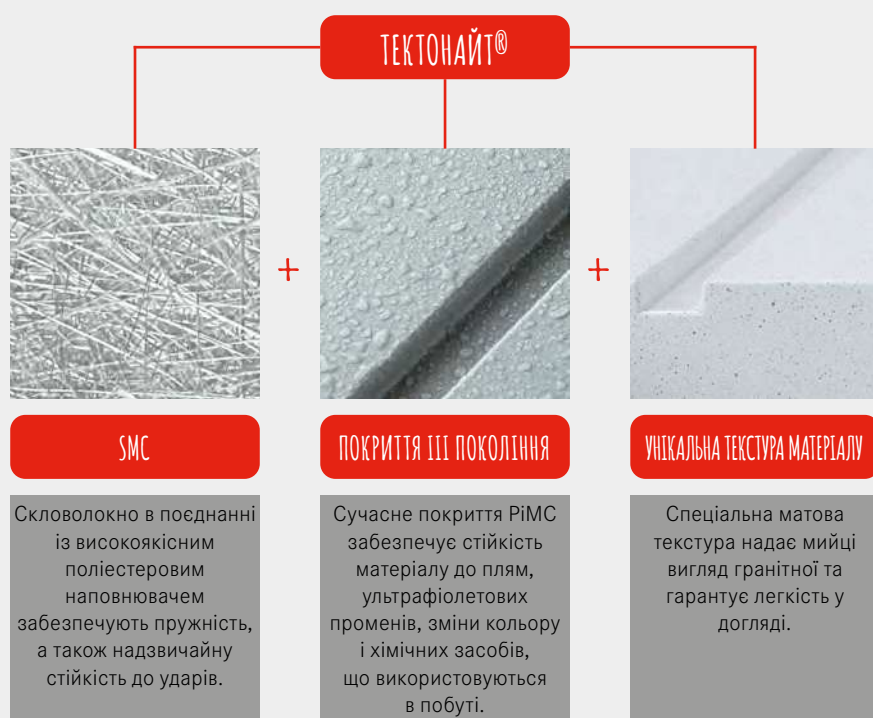 ТЕКТОНАЙТ®
+
+
SMC
Скловолокно в поєднанні
із високоякісним
поліестеровим
наповнювачем
забезпечують пружність,
а також надзвичайну
стійкість до ударів.
ПОКРИТТЯ III ПОКОЛІННЯ
Сучасне покриття PiMC
забезпечує стійкість
матеріалу до плям,
ультрафіолетових
променів, зміни кольору
і хімічних засобів,
що використовуються
в побуті.
УНІКАЛЬНА ТЕКСТУРА МАТЕРІАЛУ
Спеціальна матова
текстура надає мийці
вигляд гранітної та
гарантує легкість у
догляді.